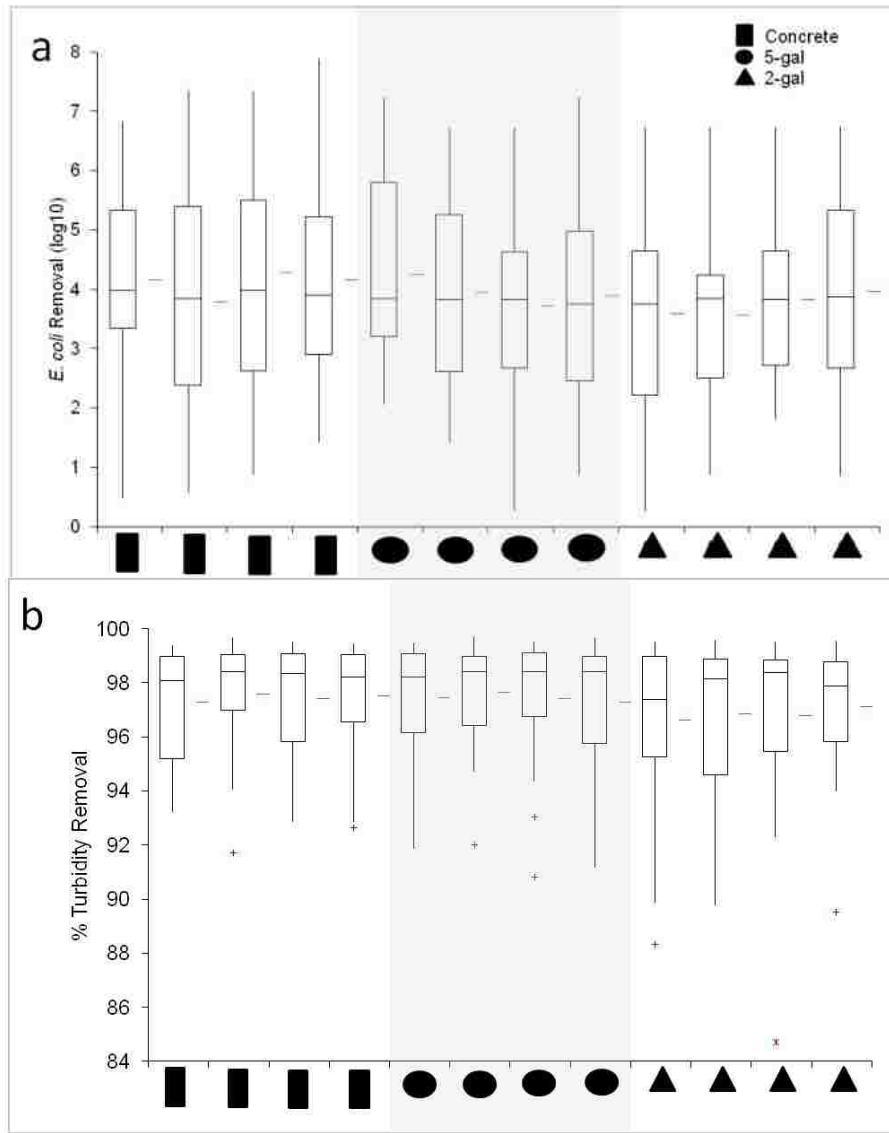 a
Concrete
5-gal
2-gal
8
7
6
5
4
3
2
1
0
E. coli Removal (log10)
b
100
98
96
94
92
90
88
86
84
% Turbidity Removal